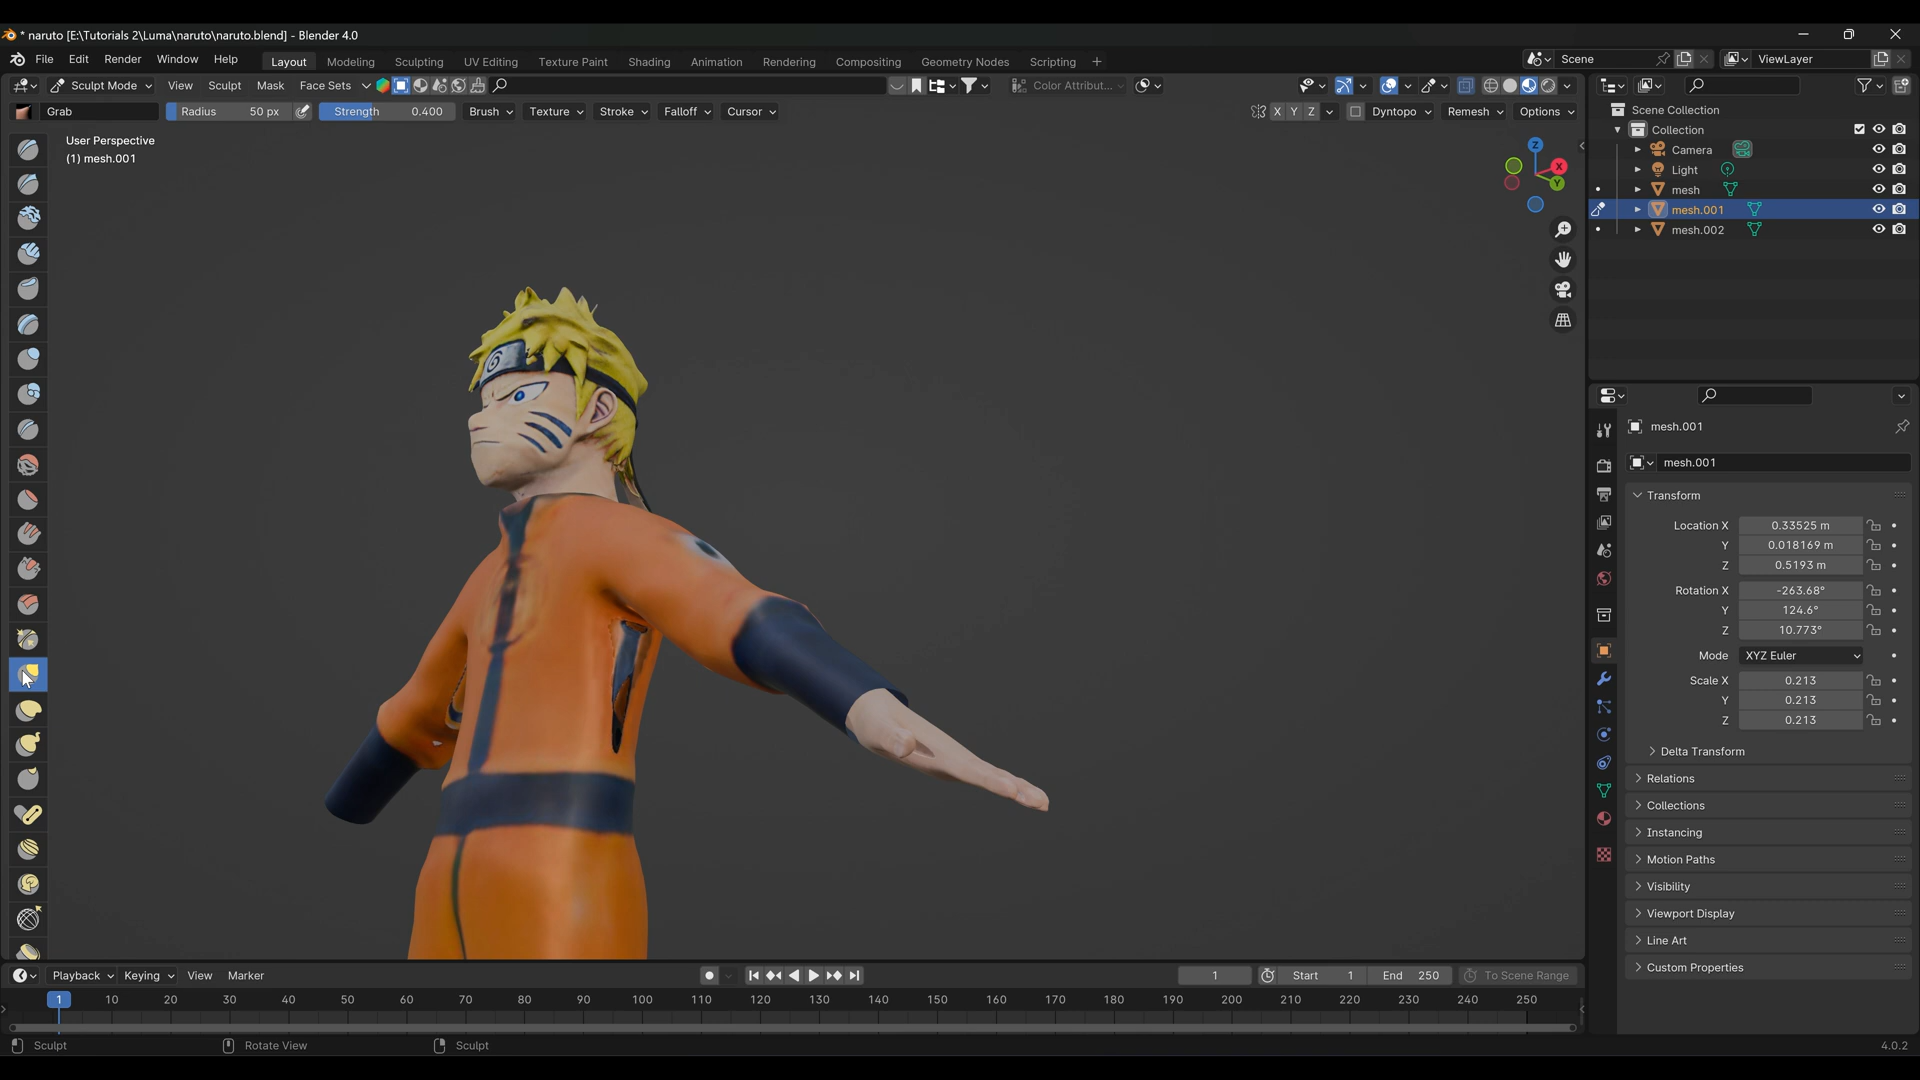 * naruto [E:\Tutorials 2\Luma\naruto\naruto.blend] - Blender 4.0
File Edit Render Window Help Layout Modeling Sculpting UV Editing Texture Paint Shading Animation Rendering Compositing Geometry Nodes Scripting + Scene ViewLayer
Sculpt Mode View Sculpt Mask Face Sets Color Attribut...
Grab Radius 50 px Strength 0.400 Brush Texture Stroke Falloff Cursor X Y Z Dyntopo Remesh Options
User Perspective
(1) mesh.001
Z
X
Y
Scene Collection
Collection
Camera
Light
mesh
mesh.001
mesh.002
mesh.001
mesh.001
Transform
Location X 0.33525 m
Y 0.018169 m
Z 0.5193 m
Rotation X -263.68°
Y 124.6°
Z 10.773°
Mode XYZ Euler
Scale X 0.213
Y 0.213
Z 0.213
Delta Transform
Relations
Collections
Instancing
Motion Paths
Visibility
Viewport Display
Line Art
Custom Properties
Playback Keying View Marker 1 Start 1 End 250 To Scene Range
1 10 20 30 40 50 60 70 80 90 100 110 120 130 140 150 160 170 180 190 200 210 220 230 240 250
Sculpt Rotate View Sculpt 4.0.2